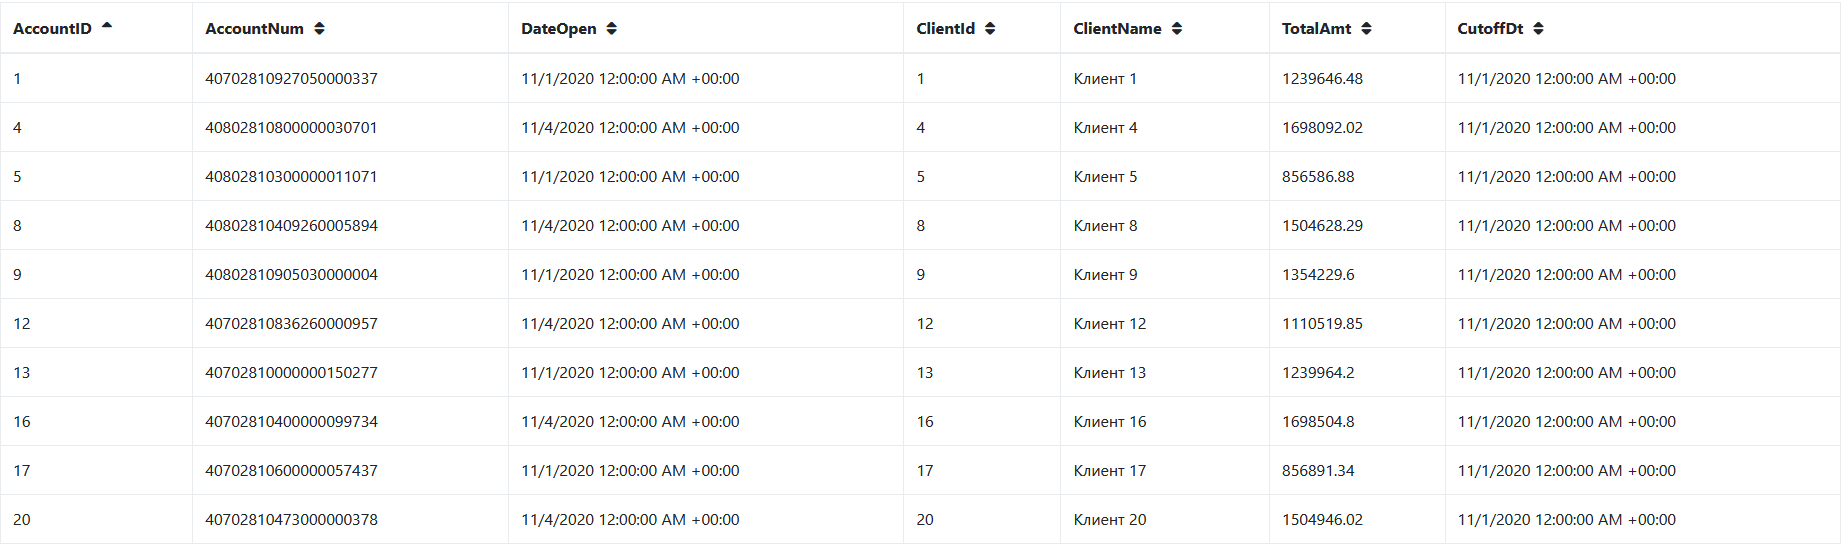 AccountID AccountNum DateOpen ClientId ClientName TotalAmt CutoffDt
1 40702810927050000337 11/1/2020 12:00:00 AM +00:00 1 Клиент 1 1239646.48 11/1/2020 12:00:00 AM +00:00
4 40802810800000030701 11/4/2020 12:00:00 AM +00:00 4 Клиент 4 1698092.02 11/1/2020 12:00:00 AM +00:00
5 40802810300000011071 11/1/2020 12:00:00 AM +00:00 5 Клиент 5 856586.88 11/1/2020 12:00:00 AM +00:00
8 40802810409260005894 11/4/2020 12:00:00 AM +00:00 8 Клиент 8 1504628.29 11/1/2020 12:00:00 AM +00:00
9 40802810905030000004 11/1/2020 12:00:00 AM +00:00 9 Клиент 9 1354229.6 11/1/2020 12:00:00 AM +00:00
12 40702810836260000957 11/4/2020 12:00:00 AM +00:00 12 Клиент 12 1110519.85 11/1/2020 12:00:00 AM +00:00
13 40702810000000150277 11/1/2020 12:00:00 AM +00:00 13 Клиент 13 1239964.2 11/1/2020 12:00:00 AM +00:00
16 40702810400000099734 11/4/2020 12:00:00 AM +00:00 16 Клиент 16 1698504.8 11/1/2020 12:00:00 AM +00:00
17 40702810600000057437 11/1/2020 12:00:00 AM +00:00 17 Клиент 17 856891.34 11/1/2020 12:00:00 AM +00:00
20 40702810473000000378 11/4/2020 12:00:00 AM +00:00 20 Клиент 20 1504946.02 11/1/2020 12:00:00 AM +00:00